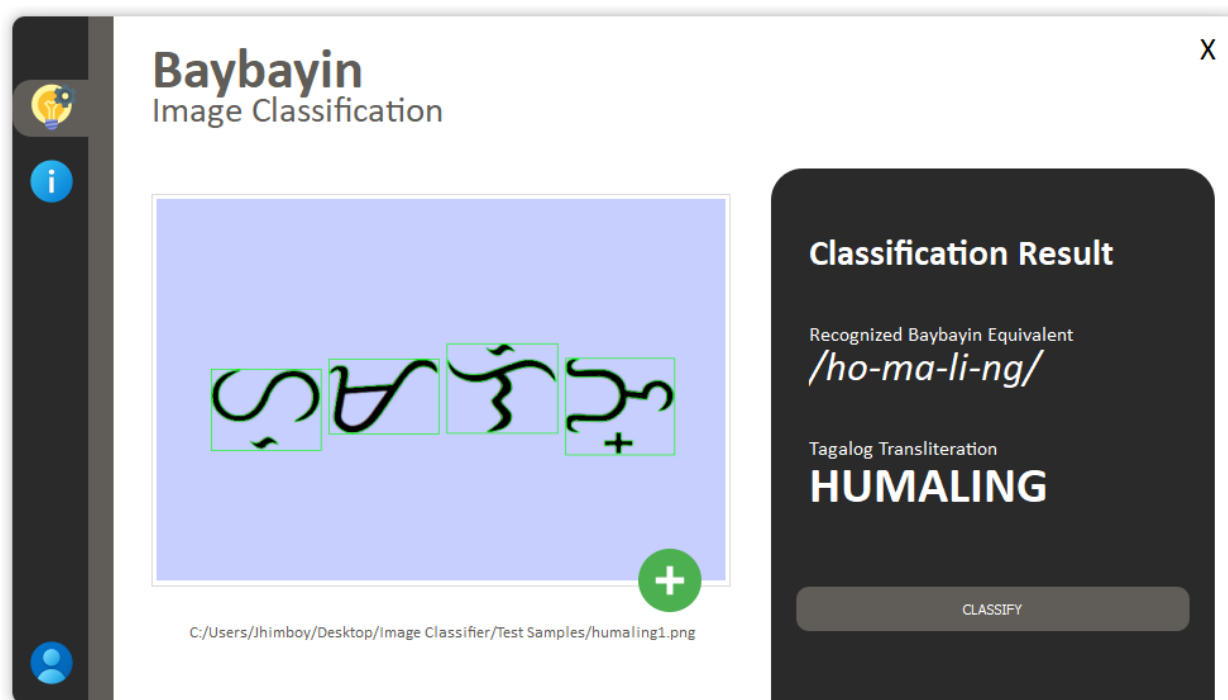 X
Baybayin
Image Classification
ᜑᜓᜋᜎᜒᜅ᜔
C:/Users/Jhimboy/Desktop/Image Classifier/Test Samples/humaling1.png
Classification Result
Recognized Baybayin Equivalent
/ho-ma-li-ng/
Tagalog Transliteration
HUMALING
CLASSIFY